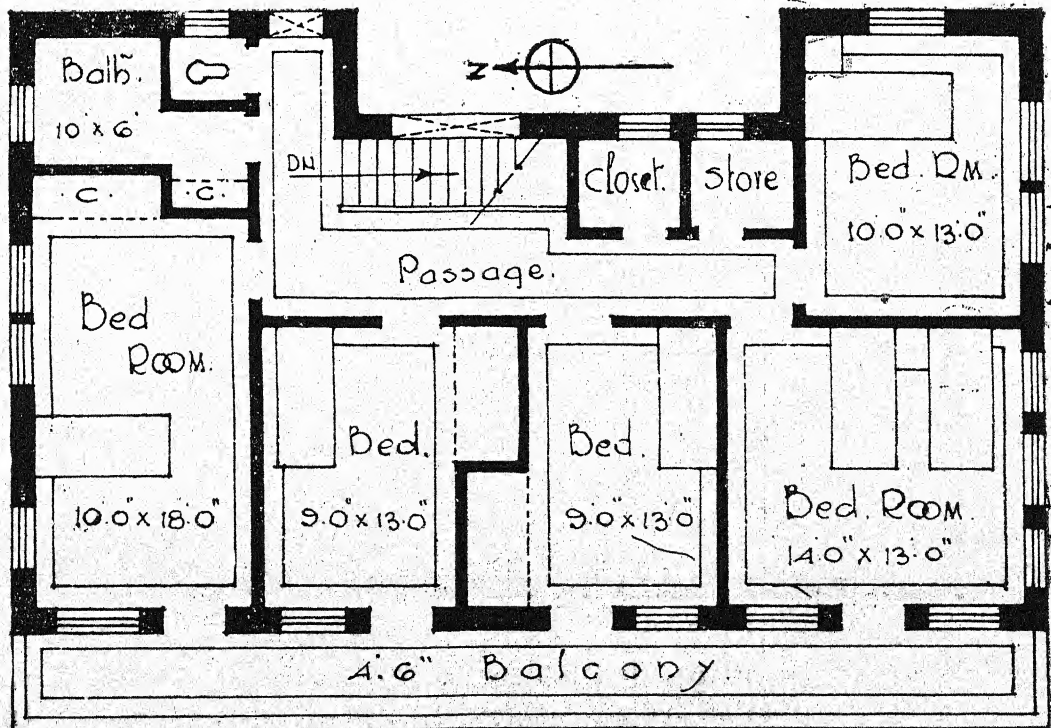 Bath.
10' x 6'
Z
DN
Closet.
Store
Bed. RM.
10.0" x 13.0"
.C.
.C.
Passage.
Bed
ROOM.
10.0" x 18.0"
Bed.
9.0" x 13.0"
Bed.
9.0" x 13.0"
Bed. ROOM.
14.0" x 13.0"
4.6" Balcony.